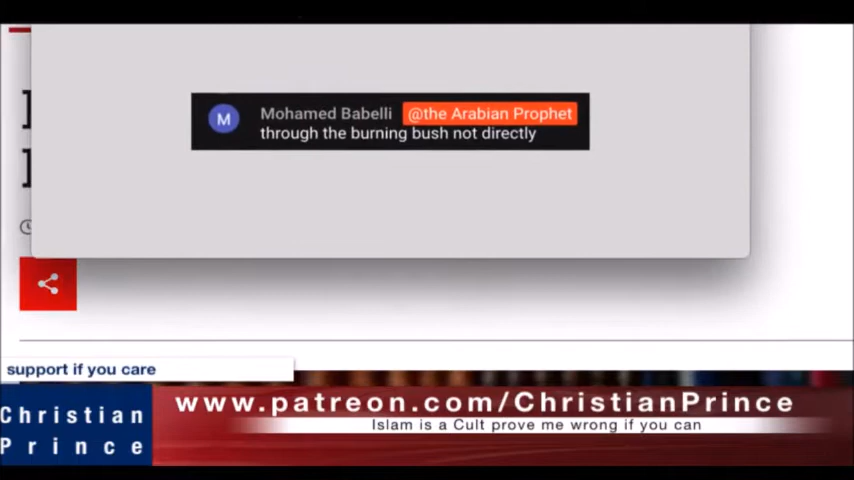 M
Mohamed Babelli @the Arabian Prophet
through the burning bush not directly
support if you care
Christian
Prince
www.patreon.com/ChristianPrince
Islam is a Cult prove me wrong if you can